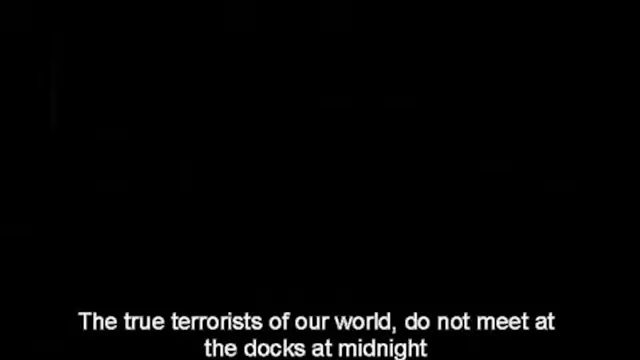 The true terrorists of our world, do not meet at
the docks at midnight